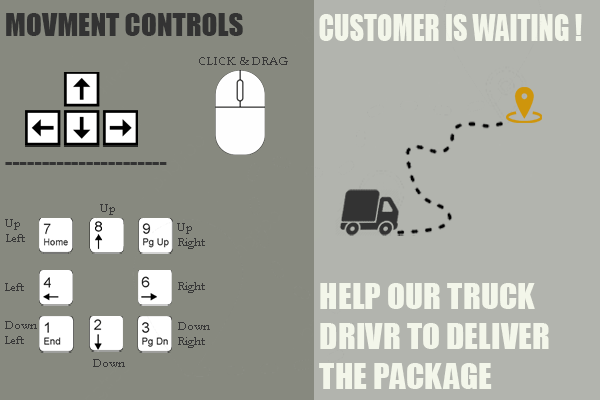 MOVMENT CONTROLS
CLICK & DRAG
-----------------------
Up
Up
Left
7
Home
8
9
Pg Up
Up
Right
Left
4
6
Right
Down
Left
1
End
2
3
Pg Dn
Down
Right
Down
CUSTOMER IS WAITING !
HELP OUR TRUCK
DRIVR TO DELIVER
THE PACKAGE